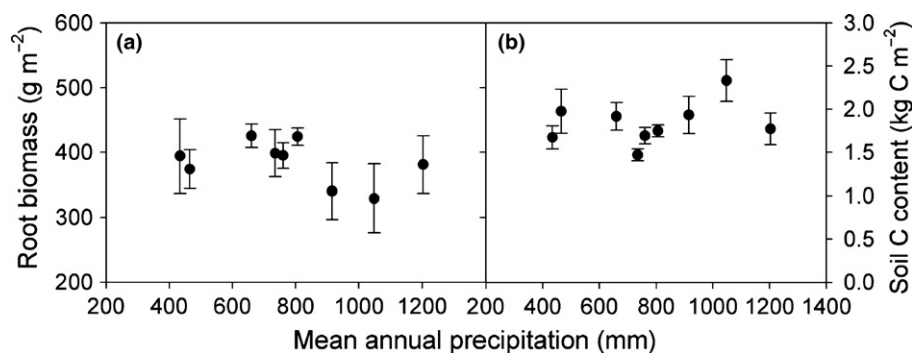 (a)
(b)
Root biomass (g m⁻²)
600
500
400
300
200
200 400 600 800 1000 1200
200 400 600 800 1000 1200 1400
3.0
2.5
2.0
1.5
1.0
0.5
0.0
Soil C content (kg C m⁻²)
Mean annual precipitation (mm)